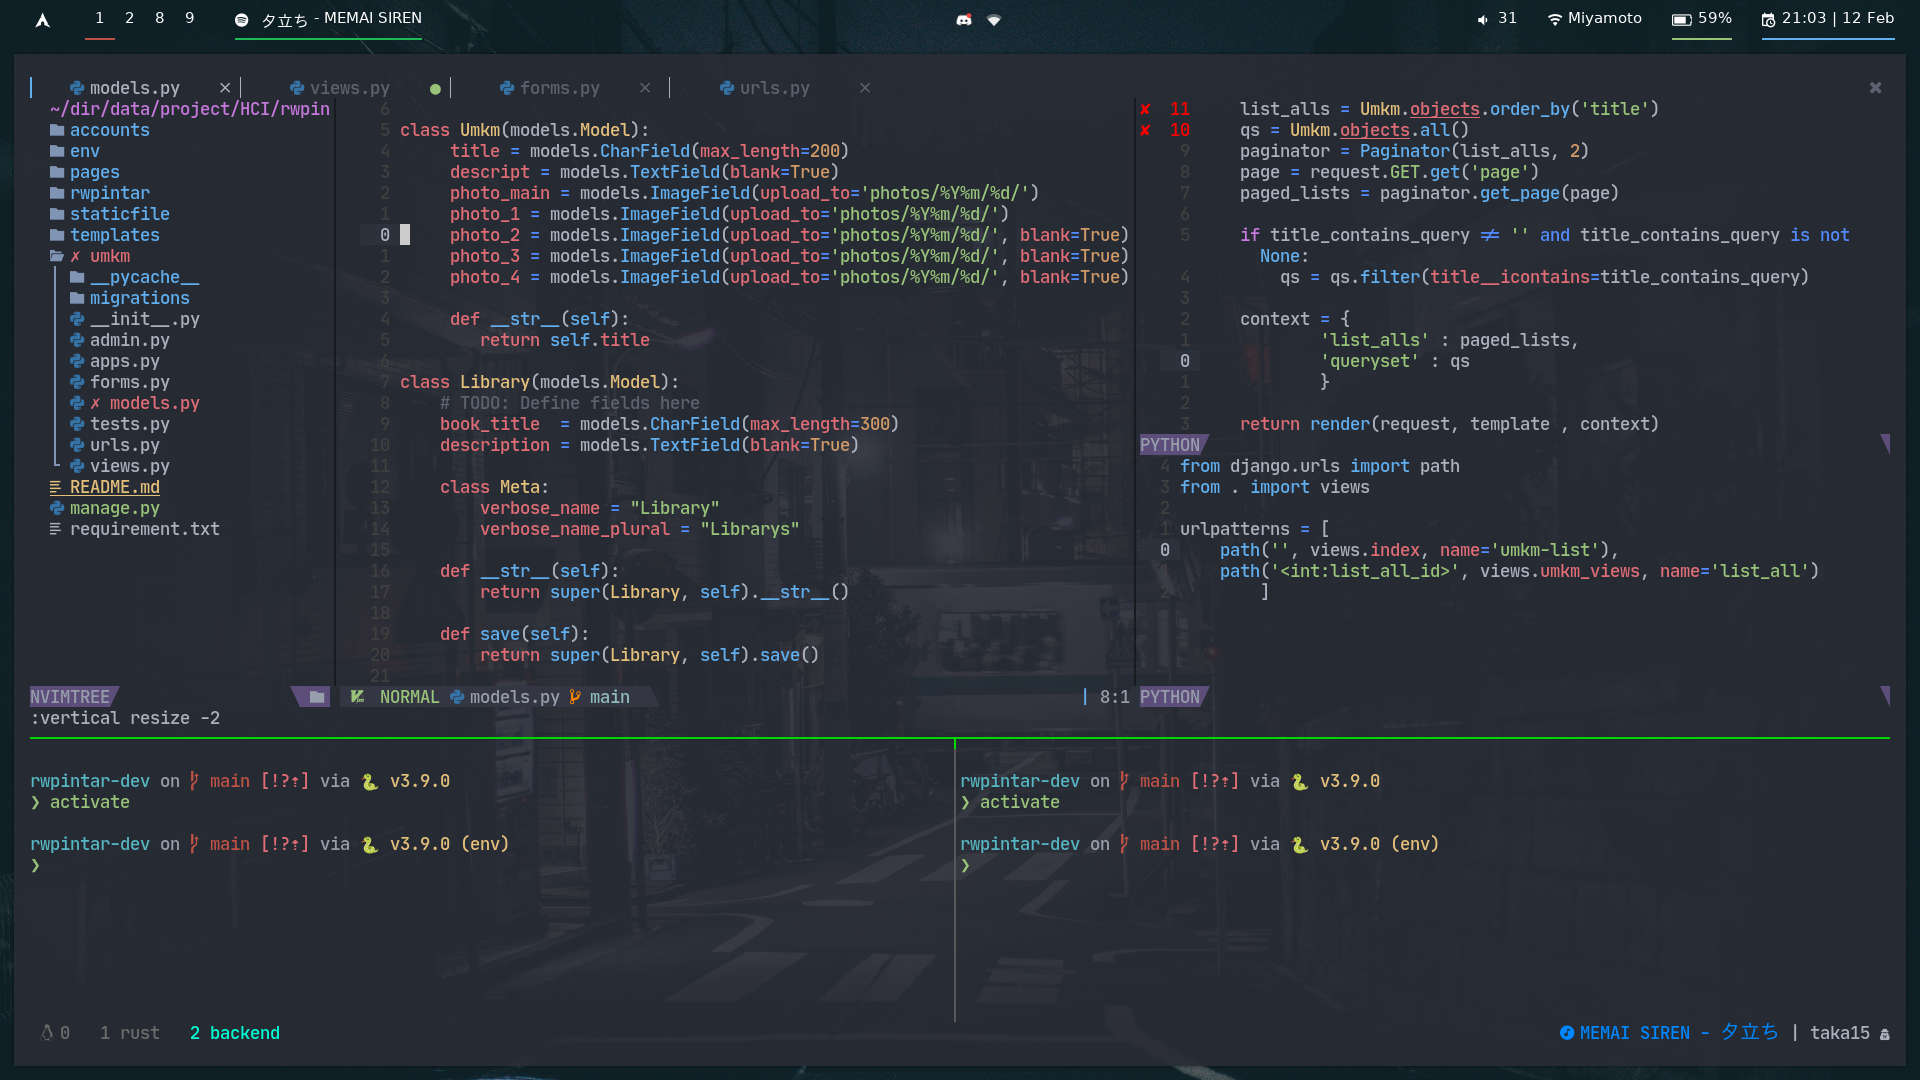 1 2 8 9 夕立ち - MEMAI SIREN 31 Miyamoto 59% 21:03 | 12 Feb
models.py × views.py ● forms.py × urls.py × ✖
~/dir/data/project/HCI/rwpin
accounts
env
pages
rwpintar
staticfile
templates
✗ umkm
__pycache__
migrations
__init__.py
admin.py
apps.py
forms.py
✗ models.py
tests.py
urls.py
views.py
README.md
manage.py
requirement.txt
NVIMTREE
6
5 class Umkm(models.Model):
4 title = models.CharField(max_length=200)
3 descript = models.TextField(blank=True)
2 photo_main = models.ImageField(upload_to='photos/%Y%m/%d/')
1 photo_1 = models.ImageField(upload_to='photos/%Y%m/%d/')
0 photo_2 = models.ImageField(upload_to='photos/%Y%m/%d/', blank=True)
1 photo_3 = models.ImageField(upload_to='photos/%Y%m/%d/', blank=True)
2 photo_4 = models.ImageField(upload_to='photos/%Y%m/%d/', blank=True)
3
4 def __str__(self):
5 return self.title
6
7 class Library(models.Model):
8 # TODO: Define fields here
9 book_title  = models.CharField(max_length=300)
10 description = models.TextField(blank=True)
11
12 class Meta:
13 verbose_name = "Library"
14 verbose_name_plural = "Librarys"
15
16 def __str__(self):
17 return super(Library, self).__str__()
18
19 def save(self):
20 return super(Library, self).save()
21
NORMAL models.py main 8:1
✘ 11 list_alls = Umkm.objects.order_by('title')
✘ 10 qs = Umkm.objects.all()
9 paginator = Paginator(list_alls, 2)
8 page = request.GET.get('page')
7 paged_lists = paginator.get_page(page)
6
5 if title_contains_query ≠ '' and title_contains_query is not
None:
4 qs = qs.filter(title__icontains=title_contains_query)
3
2 context = {
1 'list_alls' : paged_lists,
0 'queryset' : qs
1 }
2
3 return render(request, template , context)
PYTHON
4 from django.urls import path
3 from . import views
2
1 urlpatterns = [
0 path('', views.index, name='umkm-list'),
1 path('<int:list_all_id>', views.umkm_views, name='list_all')
2 ]
PYTHON
:vertical resize -2
rwpintar-dev on main [!?⇡] via 🐍 v3.9.0
❯ activate
rwpintar-dev on main [!?⇡] via 🐍 v3.9.0 (env)
❯
rwpintar-dev on main [!?⇡] via 🐍 v3.9.0
❯ activate
rwpintar-dev on main [!?⇡] via 🐍 v3.9.0 (env)
❯
0 1 rust 2 backend MEMAI SIREN - 夕立ち | taka15